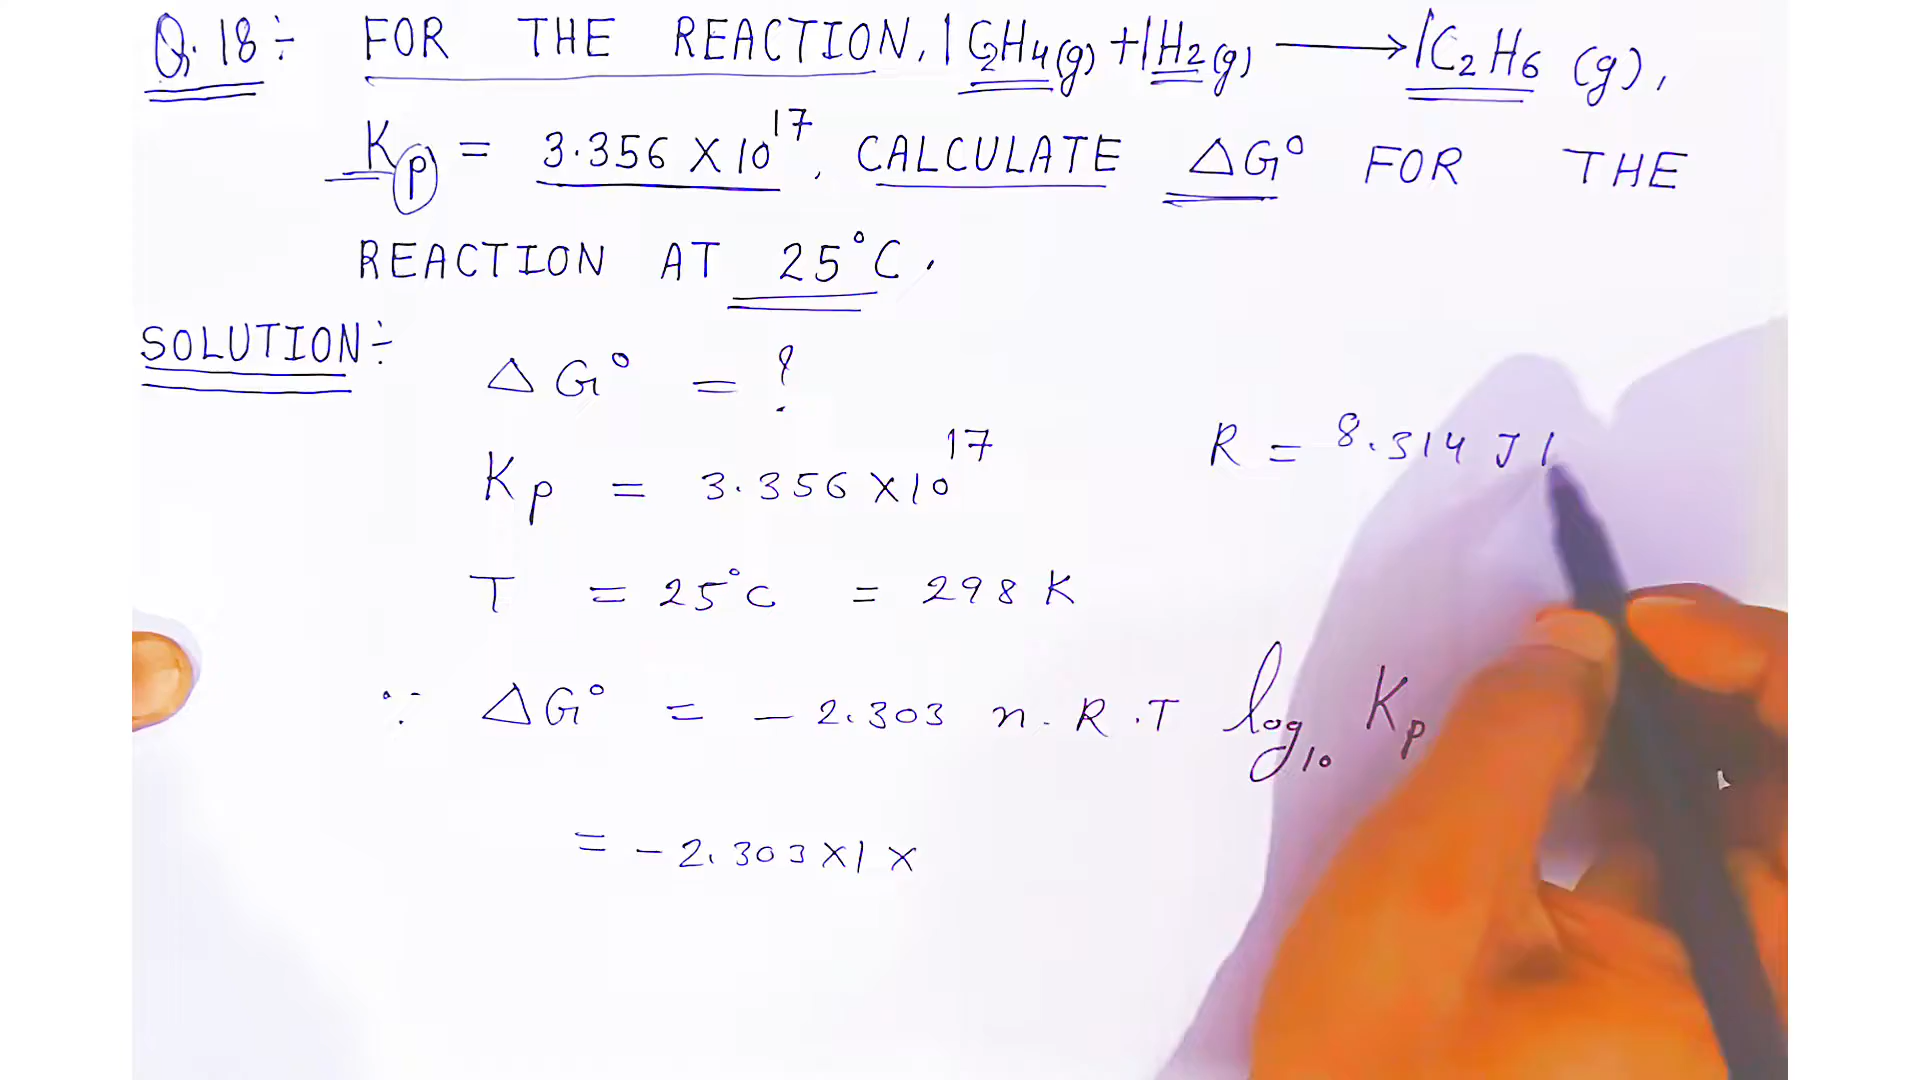 Q.18÷ FOR THE REACTION, 1C2H4(g) + 1H2(g) ⟶ 1C2H6 (g),
Kp = 3.356 X 10^17, CALCULATE ΔG° FOR THE
REACTION AT 25°C.
SOLUTION÷
ΔG° = ?
Kp = 3.356 X 10^17
R = 8.314 J
T = 25°C = 298 K
∵ ΔG° = - 2.303 n. R .T log10 Kp
= - 2.303 X 1 X